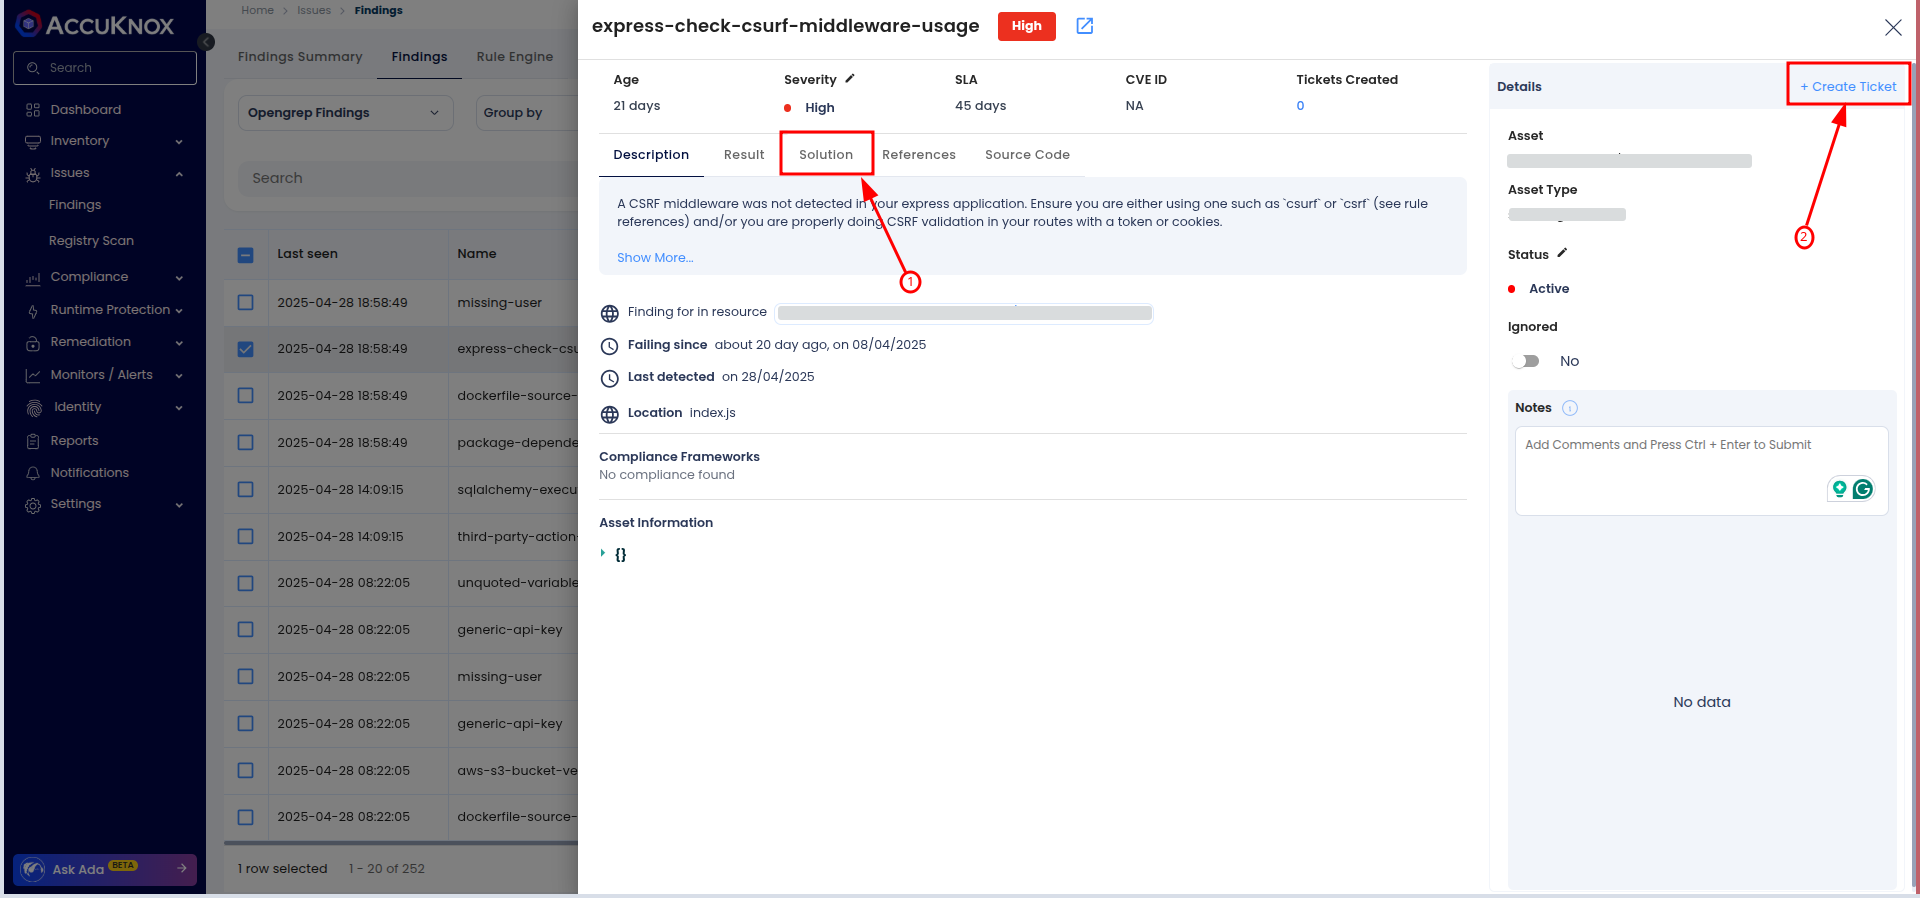 ACCUKNOX
Search
Dashboard
Inventory
Issues
Findings
Registry Scan
Compliance
Runtime Protection
Remediation
Monitors / Alerts
Identity
Reports
Notifications
Settings
Ask Ada BETA
Home > Issues > Findings
Findings Summary Findings Rule Engine
Opengrep Findings Group by
Search
Last seen Name
2025-04-28 18:58:49 missing-user
2025-04-28 18:58:49 express-check-csu
2025-04-28 18:58:49 dockerfile-source-
2025-04-28 18:58:49 package-depende
2025-04-28 14:09:15 sqlalchemy-execu
2025-04-28 14:09:15 third-party-action-
2025-04-28 08:22:05 unquoted-variable
2025-04-28 08:22:05 generic-api-key
2025-04-28 08:22:05 missing-user
2025-04-28 08:22:05 generic-api-key
2025-04-28 08:22:05 aws-s3-bucket-ve
2025-04-28 08:22:05 dockerfile-source-
1 row selected 1 - 20 of 252
express-check-csurf-middleware-usage High
Age Severity SLA CVE ID Tickets Created
21 days High 45 days NA 0
Description Result Solution References Source Code
A CSRF middleware was not detected in your express application. Ensure you are either using one such as `csurf` or `csrf` (see rule
references) and/or you are properly doing CSRF validation in your routes with a token or cookies.
Show More...
1
Finding for in resource
Failing since about 20 day ago, on 08/04/2025
Last detected on 28/04/2025
Location index.js
Compliance Frameworks
No compliance found
Asset Information
{}
Details + Create Ticket
Asset
Asset Type
2
Status
Active
Ignored
No
Notes
Add Comments and Press Ctrl + Enter to Submit
No data